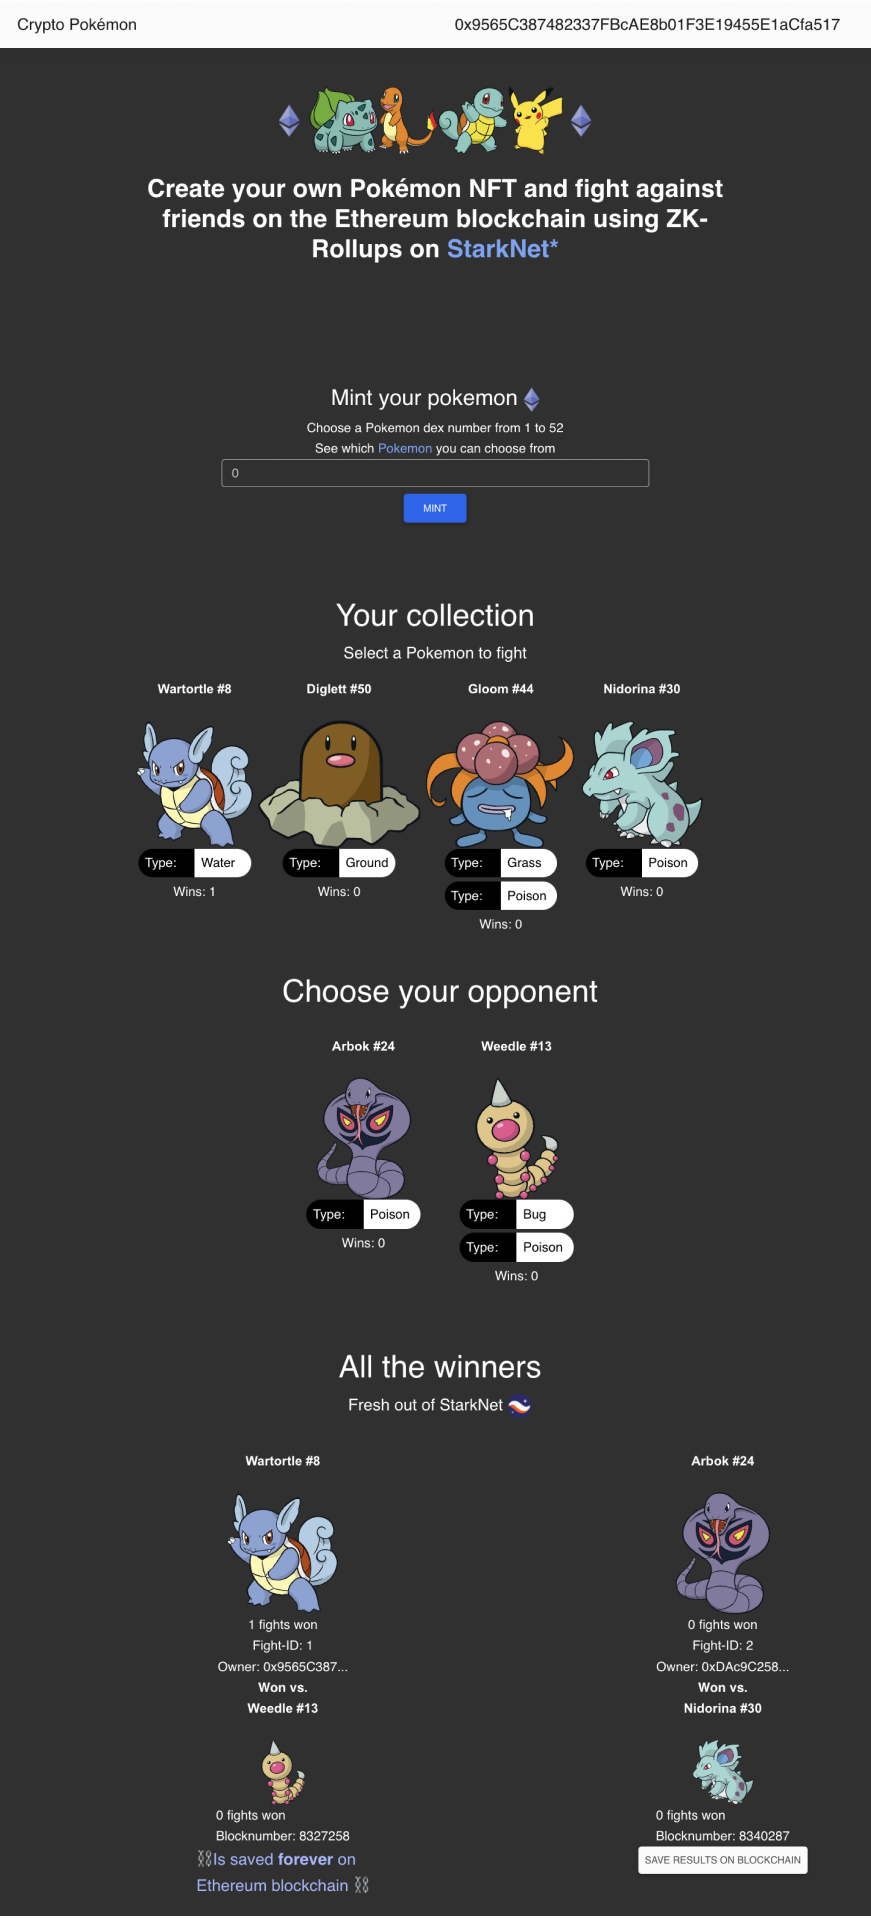 Crypto Pokémon
0x9565C387482337FBcAE8b01F3E19455E1aCfa517
Create your own Pokémon NFT and fight against
friends on the Ethereum blockchain using ZK-
Rollups on StarkNet*
Mint your pokemon
Choose a Pokemon dex number from 1 to 52
See which Pokemon you can choose from
0
MINT
Your collection
Select a Pokemon to fight
Wartortle #8
Type: Water
Wins: 1
Diglett #50
Type: Ground
Wins: 0
Gloom #44
Type: Grass
Type: Poison
Wins: 0
Nidorina #30
Type: Poison
Wins: 0
Choose your opponent
Arbok #24
Type: Poison
Wins: 0
Weedle #13
Type: Bug
Type: Poison
Wins: 0
All the winners
Fresh out of StarkNet
Wartortle #8
1 fights won
Fight-ID: 1
Owner: 0x9565C387...
Won vs.
Weedle #13
0 fights won
Blocknumber: 8327258
Is saved forever on
Ethereum blockchain
Arbok #24
0 fights won
Fight-ID: 2
Owner: 0xDAc9C258...
Won vs.
Nidorina #30
0 fights won
Blocknumber: 8340287
SAVE RESULTS ON BLOCKCHAIN